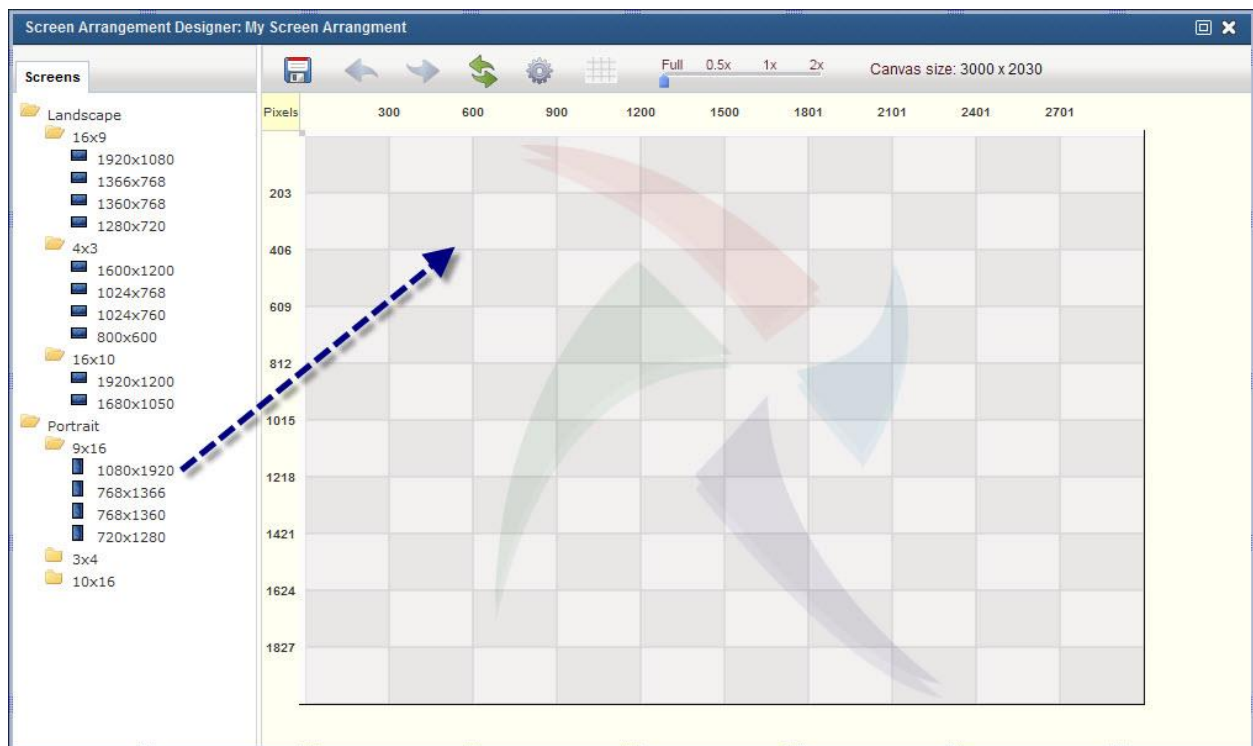 Screen Arrangement Designer: My Screen Arrangment
Screens
Full 0.5x 1x 2x
Canvas size: 3000 x 2030
Landscape
16x9
1920x1080
1366x768
1360x768
1280x720
4x3
1600x1200
1024x768
1024x760
800x600
16x10
1920x1200
1680x1050
Portrait
9x16
1080x1920
768x1366
768x1360
720x1280
3x4
10x16
Pixels 300 600 900 1200 1500 1801 2101 2401 2701
203
406
609
812
1015
1218
1421
1624
1827